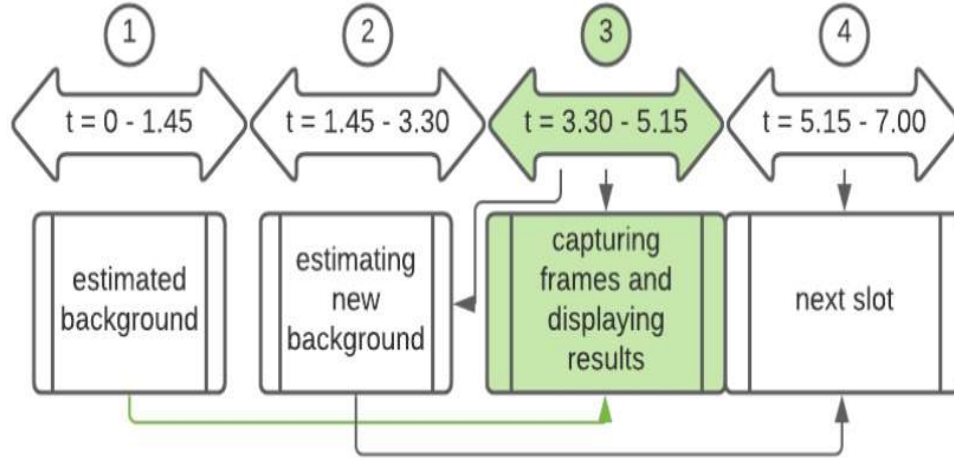 1
2
3
4
t = 0 - 1.45
t = 1.45 - 3.30
t = 3.30 - 5.15
t = 5.15 - 7.00
estimated
background
estimating
new
background
capturing
frames and
displaying
results
next slot